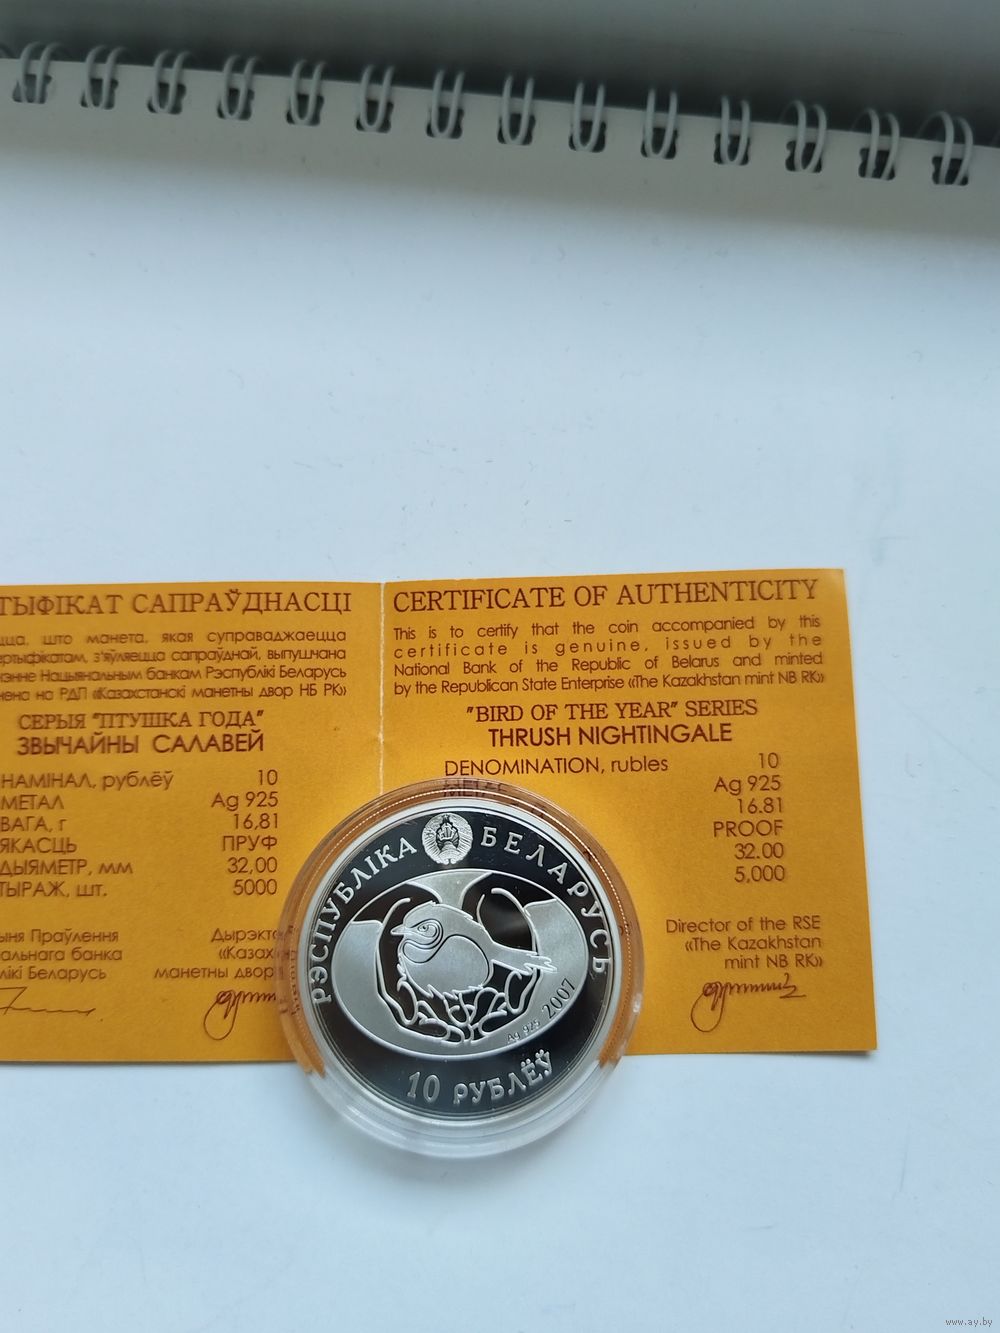 САПРАЎДНАСЦІ
што манета, якая суправаджаецца
з'яўляецца сапраўднай, выпушчана
Нацыянальным банкам Рэспублікі Беларусь
на РДП «Казахстанскі манетны двор НБ РК»
СЕРЫЯ "ПТУШКА ГОДА"
ЗВЫЧАЙНЫ САЛАВЕЙ
НАМІНАЛ, рублёў 10
МЕТАЛ Ag 925
ВАГА, г 16,81
ЯКАСЦЬ ПРУФ
ДЫЯМЕТР, мм 32,00
ТЫРАЖ, шт. 5000
Праўлення
банка
Беларусь
манетны двор
CERTIFICATE OF AUTHENTICITY
This is to certify that the coin accompanied by this
certificate is genuine, issued by the
National Bank of the Republic of Belarus and minted
by the Republican State Enterprise «The Kazakhstan mint NB RK»
"BIRD OF THE YEAR" SERIES
THRUSH NIGHTINGALE
DENOMINATION, rubles 10
Ag 925
16.81
PROOF
32.00
5,000
Director of the RSE
«The Kazakhstan
mint NB RK»
РЭСПУБЛІКА БЕЛАРУСЬ
Ag 925 2007
10 РУБЛЁЎ
www.ay.by